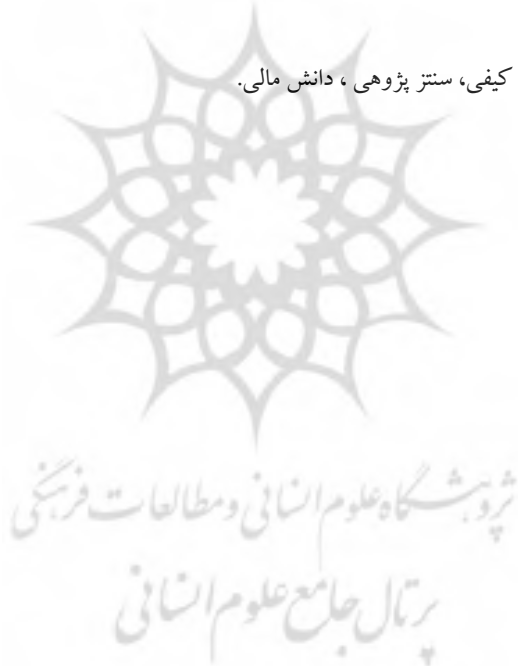 کیفی، سنتز پژوهی ، دانش مالی.
پژوهشگاه علوم انسانی و مطالعات فرهنگی
پرتال جامع علوم انسانی